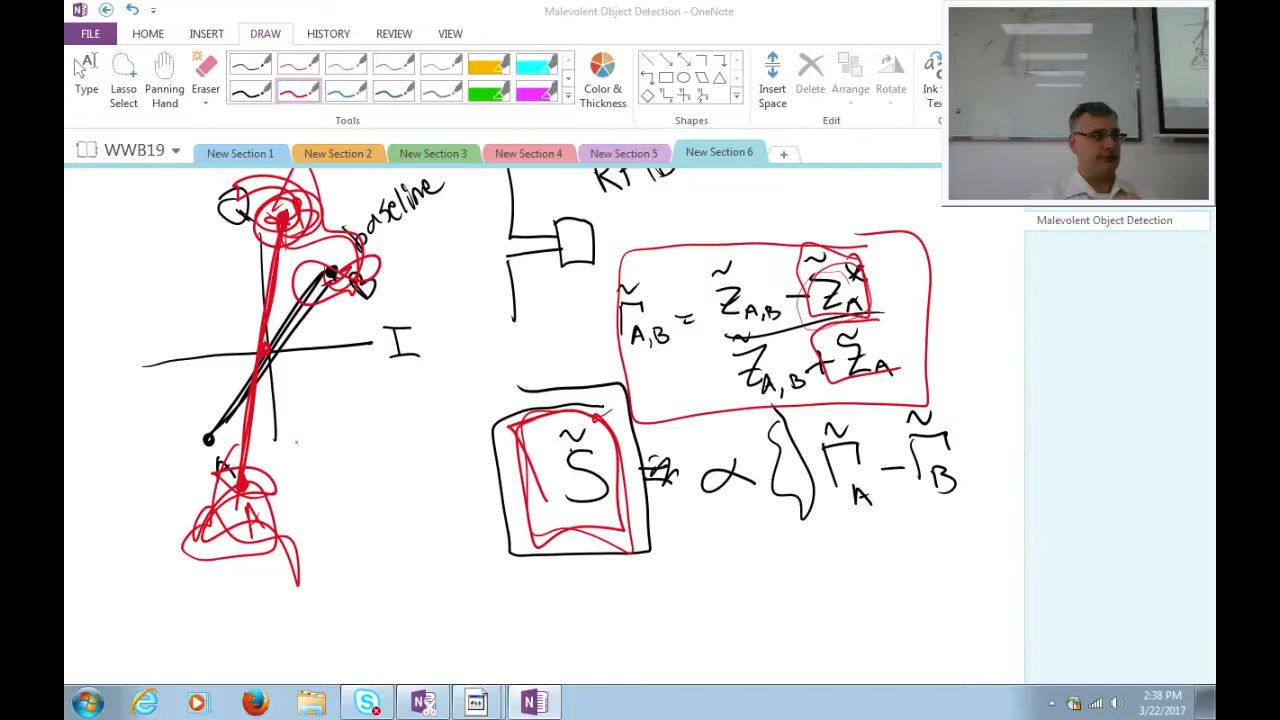 Malevolent Object Detection - OneNote
FILE HOME INSERT DRAW HISTORY REVIEW VIEW
Type
Lasso Select
Panning Hand
Eraser
Color & Thickness
Insert Space
Delete
Arrange
Rotate
Ink to
Tools
Shapes
Edit
WWB19
New Section 1 New Section 2 New Section 3 New Section 4 New Section 5 New Section 6
Malevolent Object Detection
Q
baseline
B
I
A
Γ̃A,B = (Z̃A,B - Z̃A*) / (Z̃A,B + Z̃A)
S̃ α { Γ̃A - Γ̃B
2:38 PM
3/22/2017